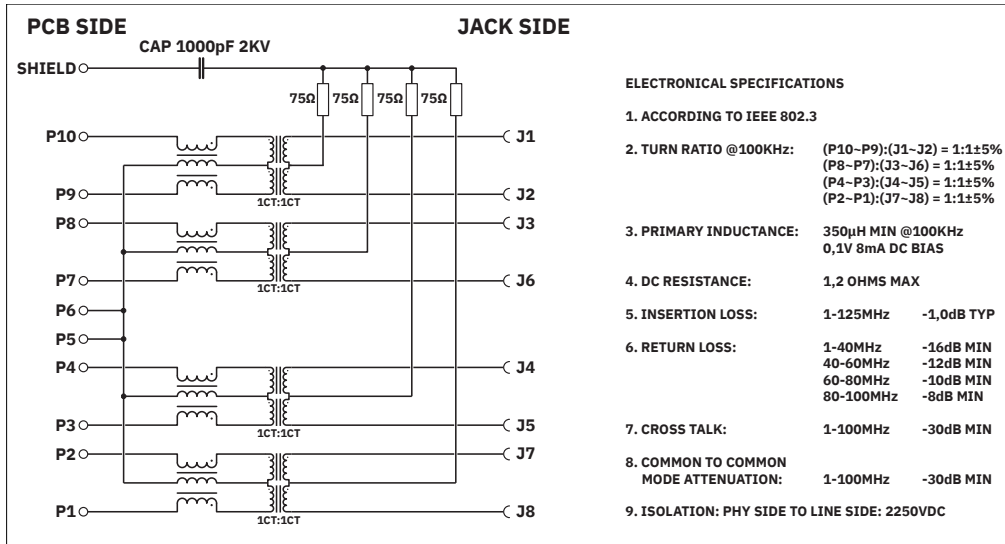 PCB SIDE
JACK SIDE
CAP 1000pF 2KV
SHIELD
75Ω 75Ω 75Ω 75Ω
P10
J1
P9
J2
1CT:1CT
P8
J3
P7
J6
1CT:1CT
P6
P5
P4
J4
P3
J5
1CT:1CT
P2
J7
P1
J8
1CT:1CT
ELECTRONICAL SPECIFICATIONS
1. ACCORDING TO IEEE 802.3
2. TURN RATIO @100KHz: (P10~P9):(J1~J2) = 1:1±5%
(P8~P7):(J3~J6) = 1:1±5%
(P4~P3):(J4~J5) = 1:1±5%
(P2~P1):(J7~J8) = 1:1±5%
3. PRIMARY INDUCTANCE: 350µH MIN @100KHz
0,1V 8mA DC BIAS
4. DC RESISTANCE: 1,2 OHMS MAX
5. INSERTION LOSS: 1-125MHz -1,0dB TYP
6. RETURN LOSS: 1-40MHz -16dB MIN
40-60MHz -12dB MIN
60-80MHz -10dB MIN
80-100MHz -8dB MIN
7. CROSS TALK: 1-100MHz -30dB MIN
8. COMMON TO COMMON
MODE ATTENUATION: 1-100MHz -30dB MIN
9. ISOLATION: PHY SIDE TO LINE SIDE: 2250VDC